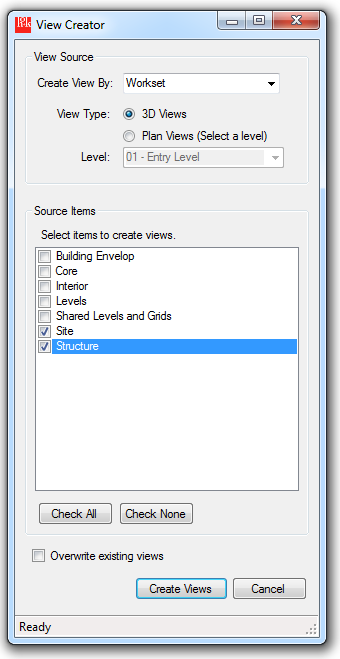 View Creator
View Source
Create View By: Workset
View Type: 3D Views
Plan Views (Select a level)
Level: 01 - Entry Level
Source Items
Select items to create views.
Building Envelop
Core
Interior
Levels
Shared Levels and Grids
Site
Structure
Check All Check None
Overwrite existing views
Create Views Cancel
Ready